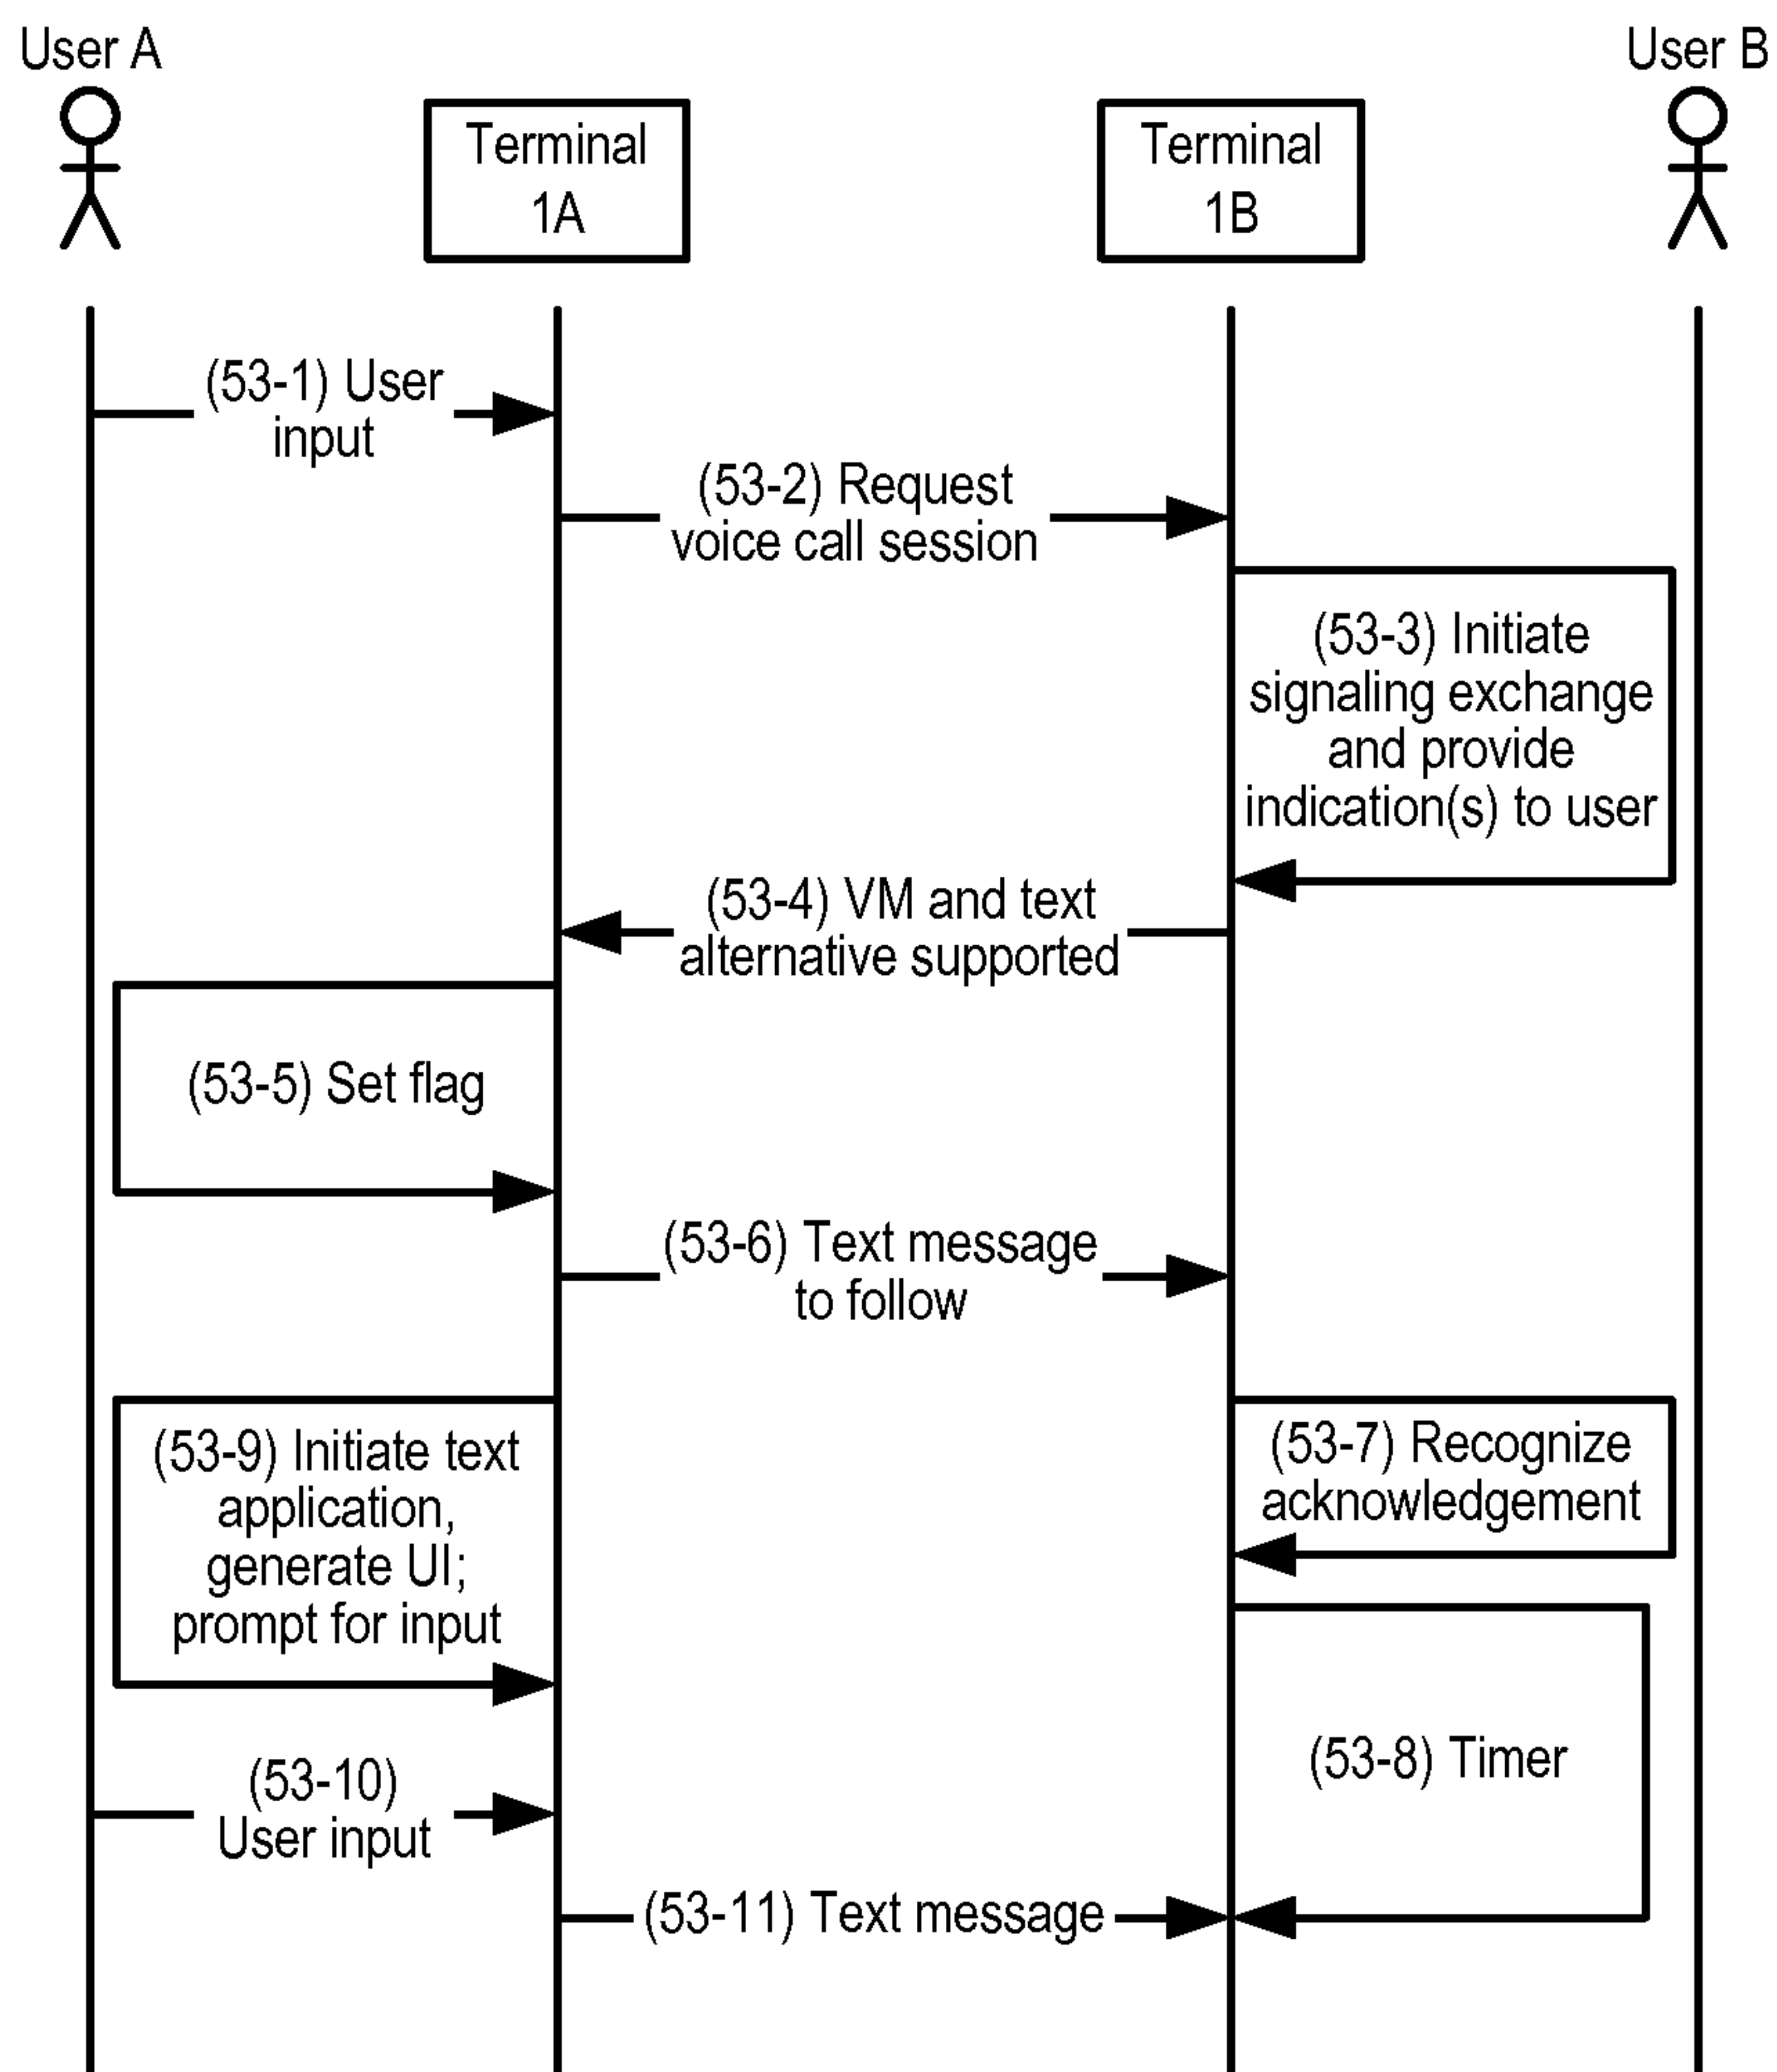 User A
User B
Terminal
1A
Terminal
1B
(53-1) User
input
(53-2) Request
voice call session
(53-3) Initiate
signaling exchange
and provide
indication(s) to user
(53-4) VM and text
alternative supported
(53-5) Set flag
(53-6) Text message
to follow
(53-7) Recognize
acknowledgement
(53-9) Initiate text
application,
generate UI;
prompt for input
(53-8) Timer
(53-10)
User input
(53-11) Text message